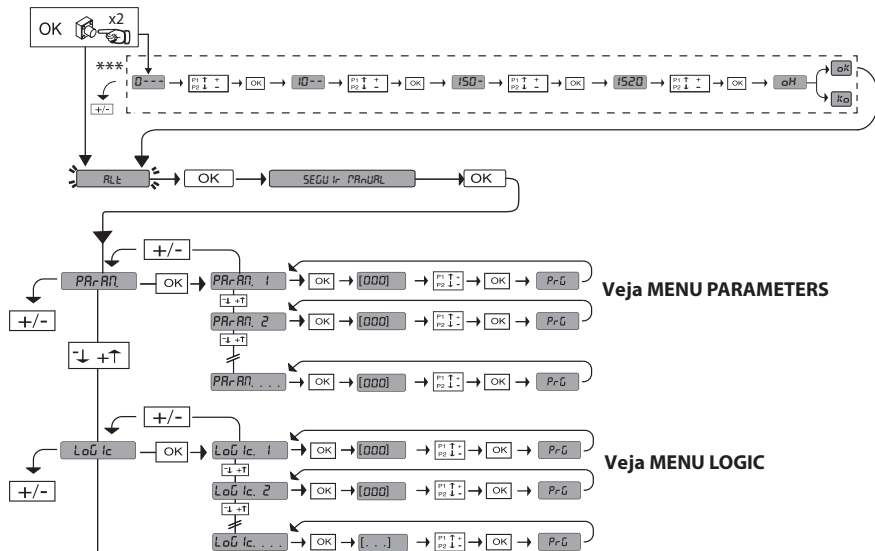 OK x2
***
0--- P1 ↑ + P2 ↓ - OK 10-- P1 ↑ + P2 ↓ - OK 150- P1 ↑ + P2 ↓ - OK 1520 P1 ↑ + P2 ↓ - OK oH ok
+/- ko
ALt OK SEGUIr MAnUAL OK
+/-
PArAM. OK PArAM. 1 OK [000] P1 ↑ + P2 ↓ - OK PrG
Veja MENU PARAMETERS
+/- -↓ +↑
PArAM. 2 OK [000] P1 ↑ + P2 ↓ - OK PrG
-↓ +↑ -↓ +↑
PArAM. . . . OK [000] P1 ↑ + P2 ↓ - OK PrG
+/-
LoGIc OK LoGIc. 1 OK [000] P1 ↑ + P2 ↓ - OK PrG
Veja MENU LOGIC
+/- -↓ +↑
LoGIc. 2 OK [000] P1 ↑ + P2 ↓ - OK PrG
-↓ +↑
LoGIc. . . . OK [...] P1 ↑ + P2 ↓ - OK PrG